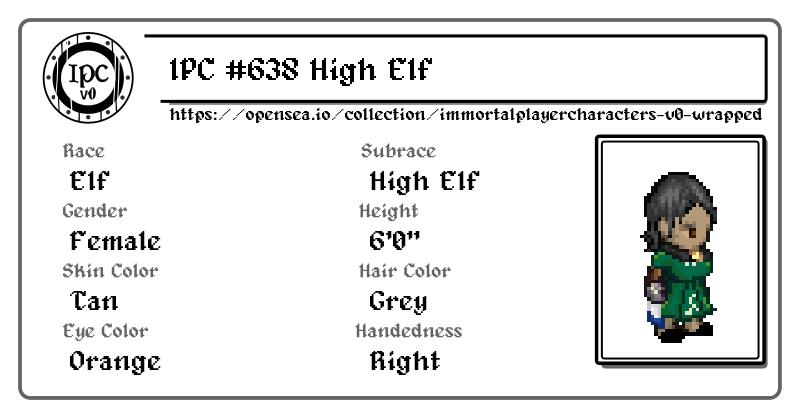 IPC
v0
IPC #638 High Elf
https://opensea.io/collection/immortalplayercharacters-v0-wrapped
Race
Elf
Subrace
High Elf
Gender
Female
Height
6'0"
Skin Color
Tan
Hair Color
Grey
Eye Color
Orange
Handedness
Right